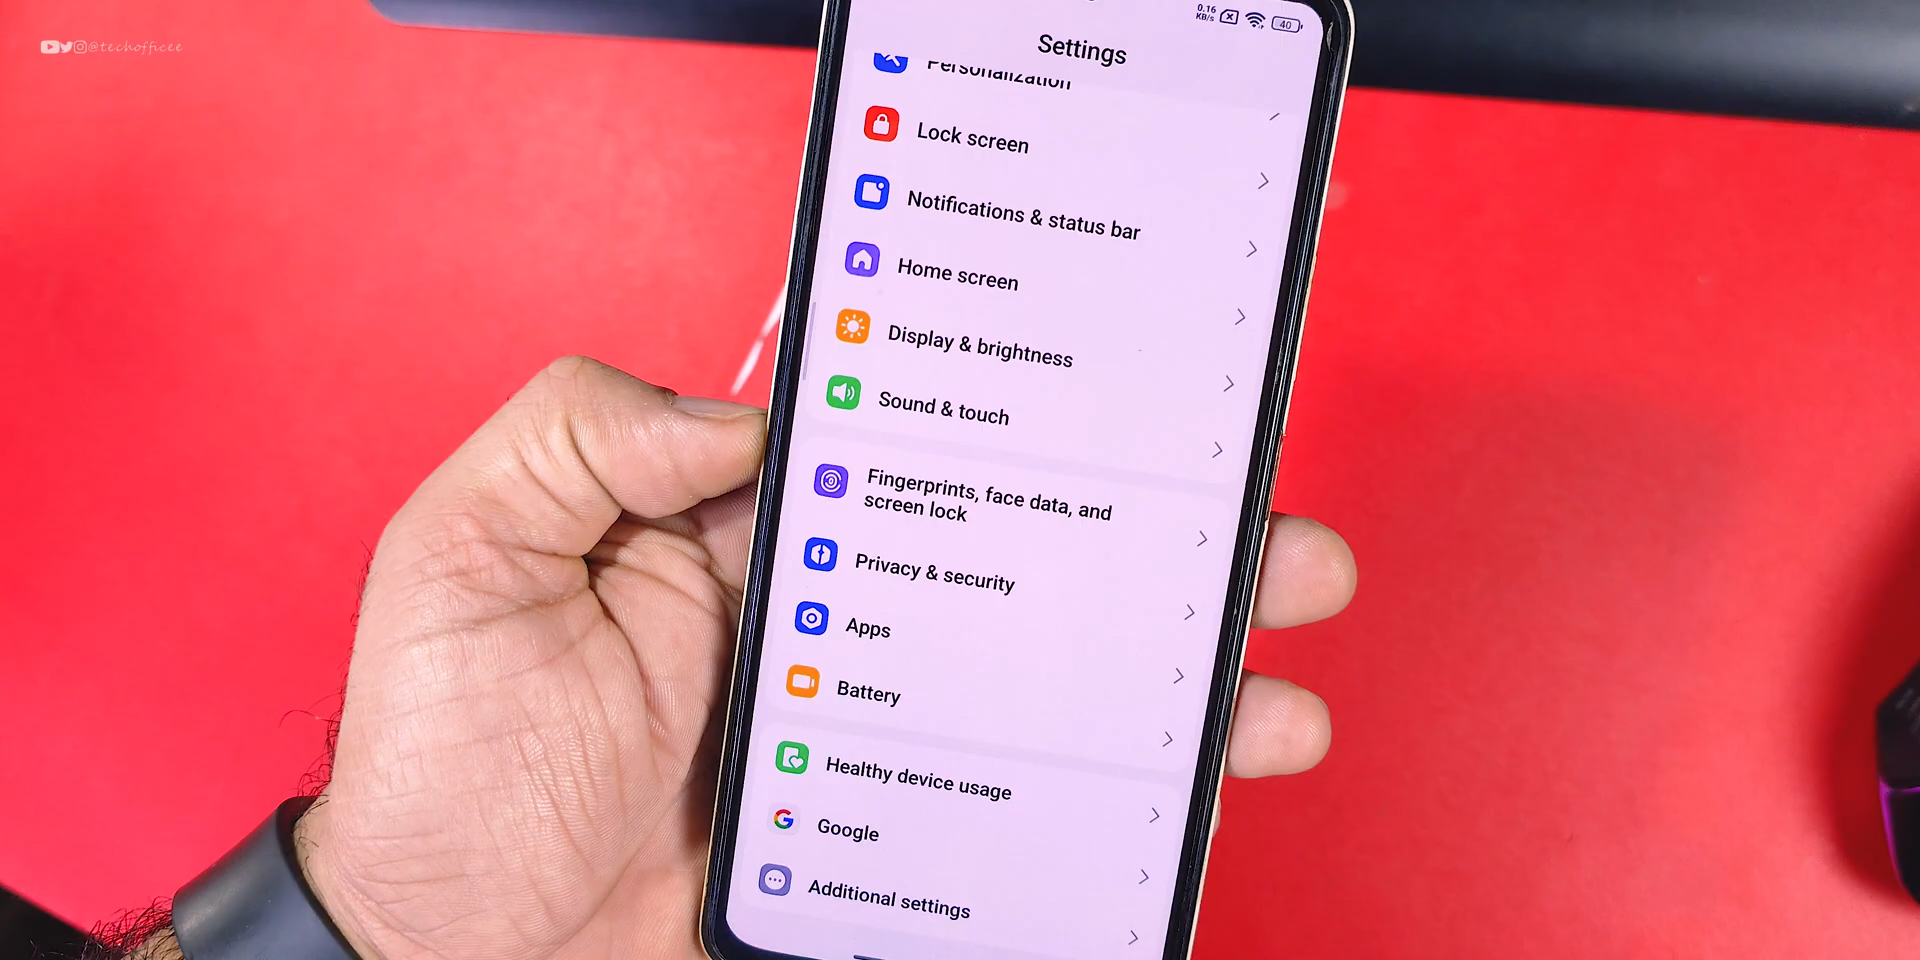 @techofficee
0.16
KB/s
40
Settings
Personalization
Lock screen
Notifications & status bar
Home screen
Display & brightness
Sound & touch
Fingerprints, face data, and
screen lock
Privacy & security
Apps
Battery
Healthy device usage
Google
Additional settings